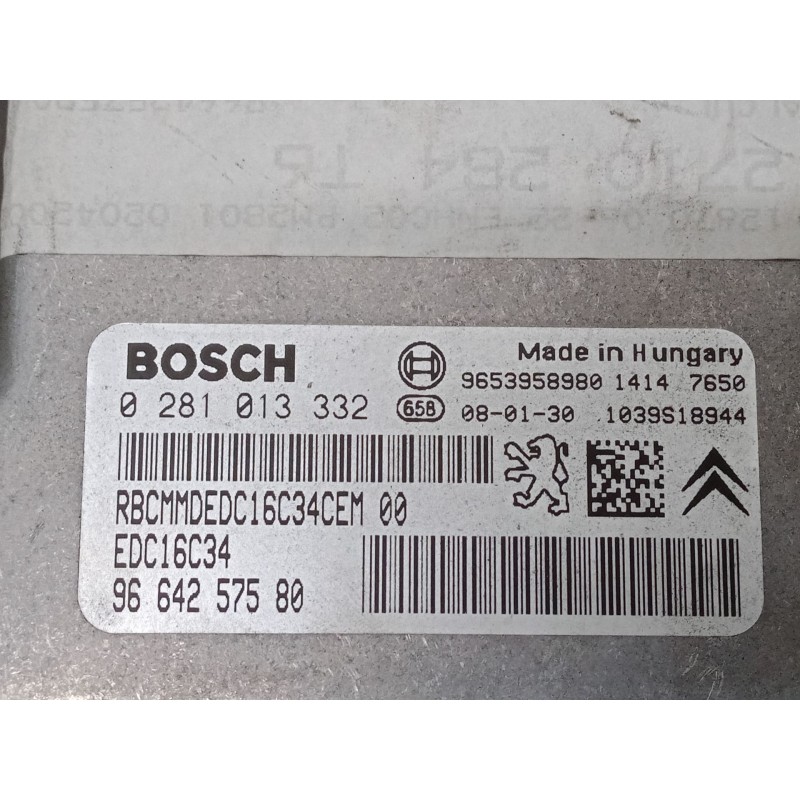 BOSCH
Made in Hungary
9653958980 1414 7650
0 281 013 332
658 08-01-30 1039S18944
RBCMMDEDC16C34CEM 00
EDC16C34
96 642 575 80